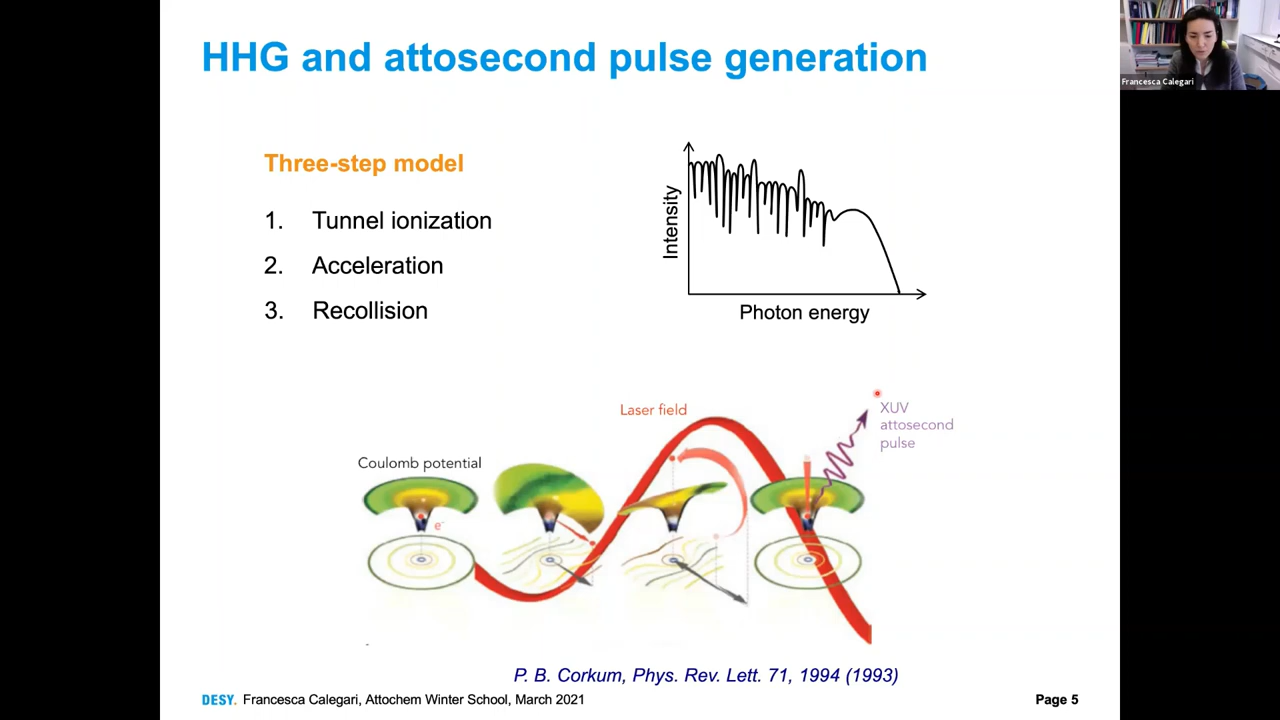 HHG and attosecond pulse generation
Francesca Calegari
Three-step model
1. Tunnel ionization
2. Acceleration
3. Recollision
Intensity
Photon energy
Laser field
XUV
attosecond
pulse
Coulomb potential
e-
P. B. Corkum, Phys. Rev. Lett. 71, 1994 (1993)
DESY. Francesca Calegari, Attochem Winter School, March 2021
Page 5